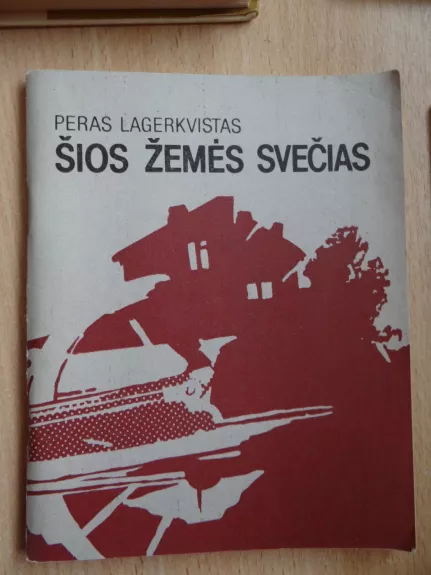 PERAS LAGERKVISTAS
ŠIOS ŽEMĖS SVEČIAS